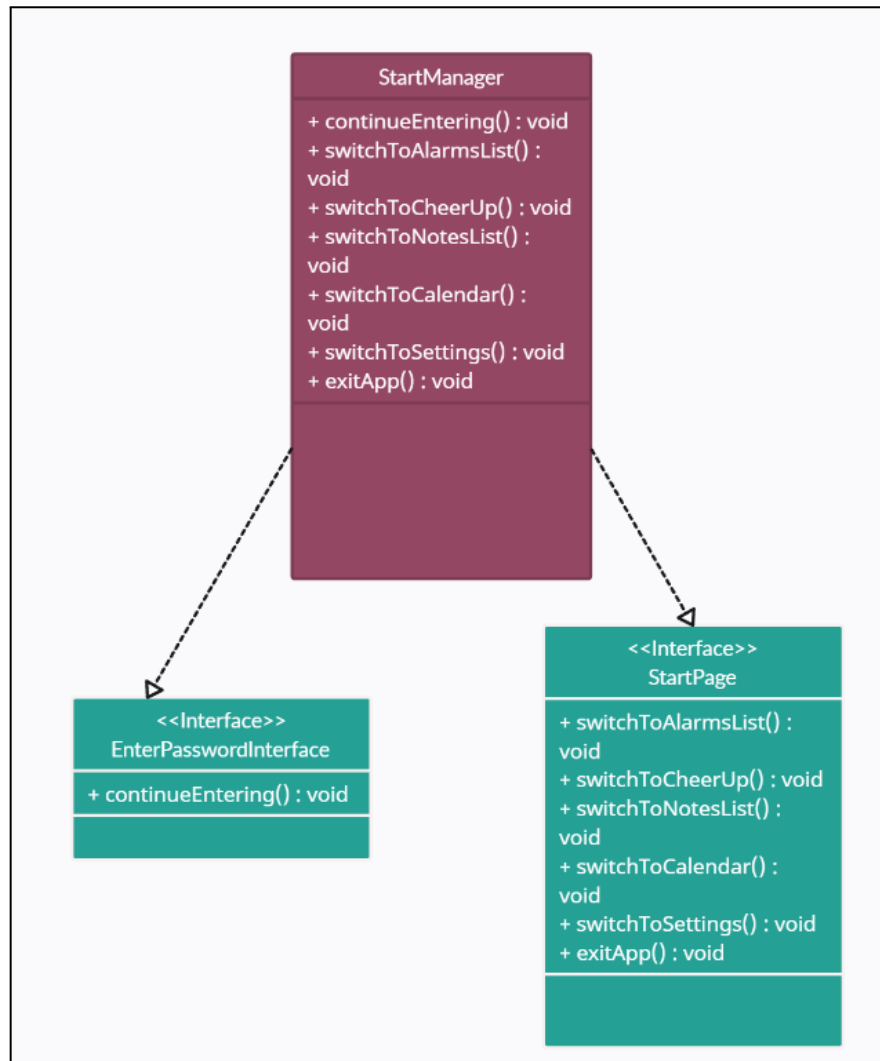 StartManager
+ continueEntering() : void
+ switchToAlarmsList() :
void
+ switchToCheerUp() : void
+ switchToNotesList() :
void
+ switchToCalendar() :
void
+ switchToSettings() : void
+ exitApp() : void
<<Interface>>
EnterPasswordInterface
+ continueEntering() : void
<<Interface>>
StartPage
+ switchToAlarmsList() :
void
+ switchToCheerUp() : void
+ switchToNotesList() :
void
+ switchToCalendar() :
void
+ switchToSettings() : void
+ exitApp() : void